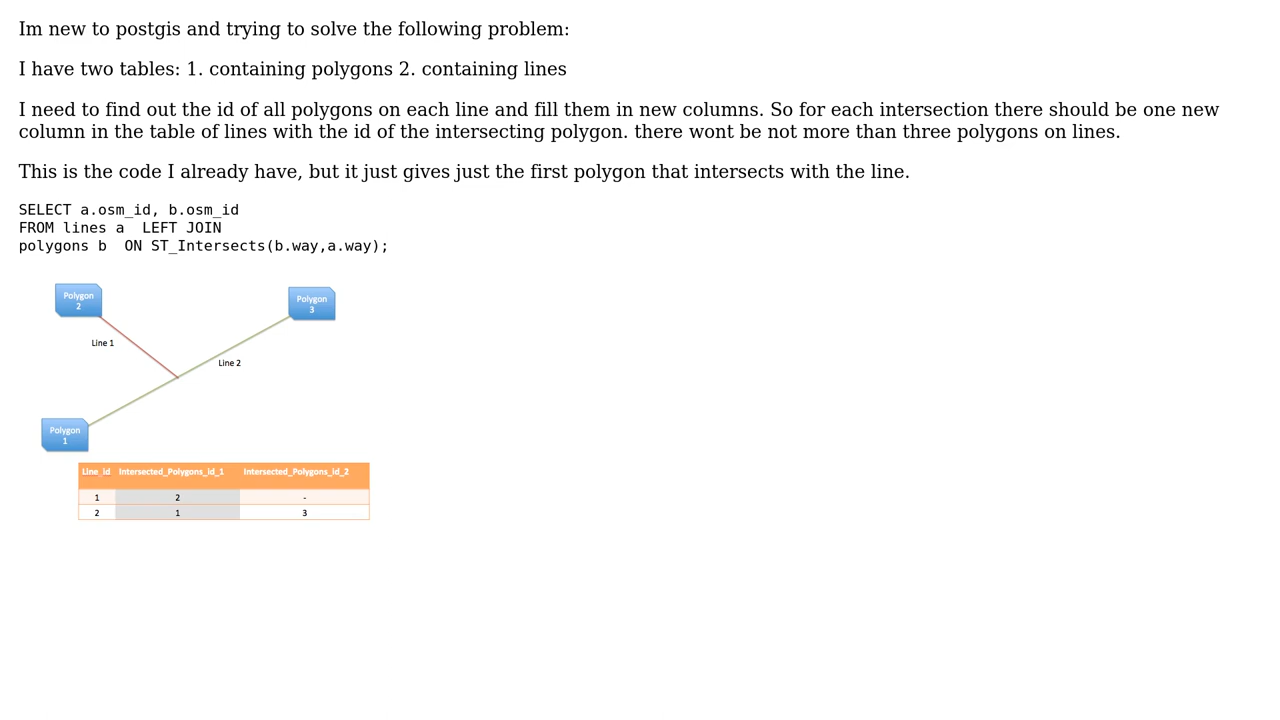 Im new to postgis and trying to solve the following problem:
I have two tables: 1. containing polygons 2. containing lines
I need to find out the id of all polygons on each line and fill them in new columns. So for each intersection there should be one new
column in the table of lines with the id of the intersecting polygon. there wont be not more than three polygons on lines.
This is the code I already have, but it just gives just the first polygon that intersects with the line.
SELECT a.osm_id, b.osm_id
FROM lines a  LEFT JOIN
polygons b  ON ST_Intersects(b.way,a.way);
Polygon
2
Polygon
3
Line 1
Line 2
Polygon
1
Line_id Intersected_Polygons_id_1 Intersected_Polygons_id_2
1 2 -
2 1 3